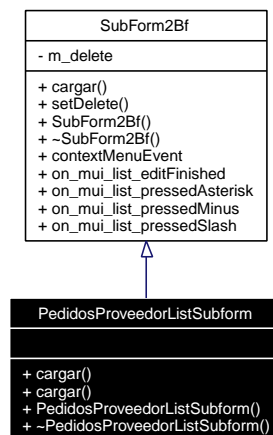 SubForm2Bf
- m_delete
+ cargar()
+ setDelete()
+ SubForm2Bf()
+ ~SubForm2Bf()
+ contextMenuEvent
+ on_mui_list_editFinished
+ on_mui_list_pressedAsterisk
+ on_mui_list_pressedMinus
+ on_mui_list_pressedSlash
PedidosProveedorListSubform
+ cargar()
+ cargar()
+ PedidosProveedorListSubform()
+ ~PedidosProveedorListSubform()